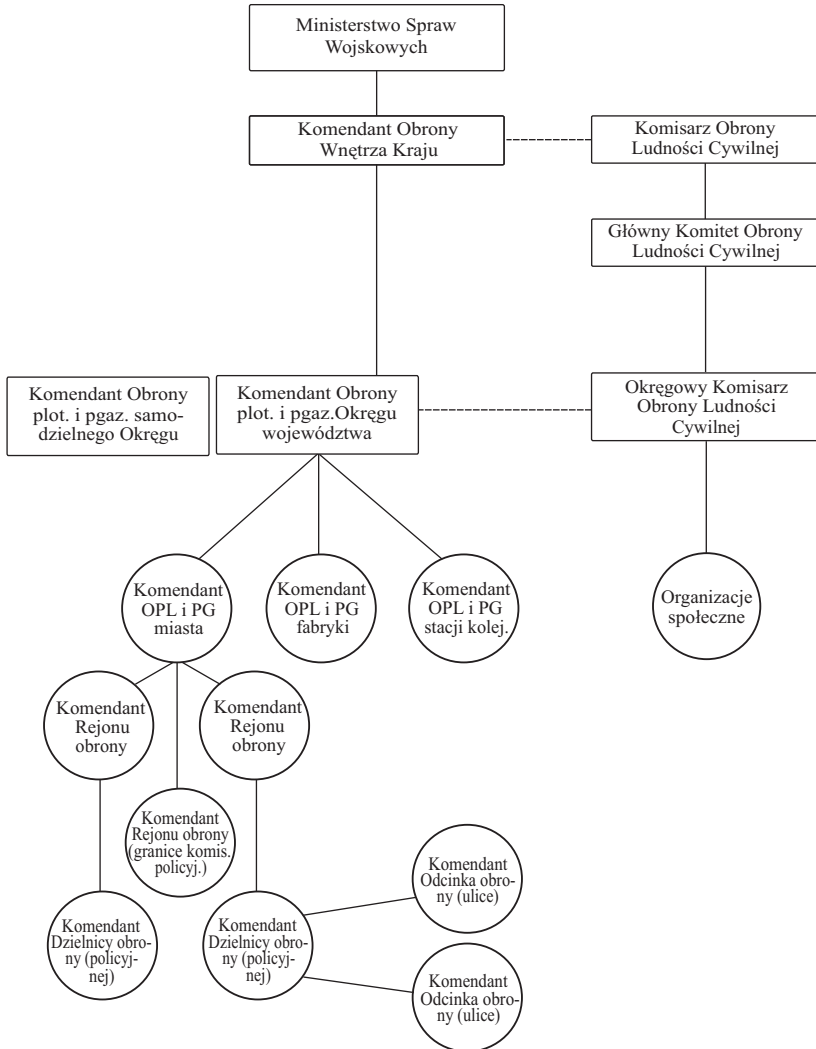 Ministerstwo Spraw
Wojskowych
Komendant Obrony
Wnętrza Kraju
Komisarz Obrony
Ludności Cywilnej
Główny Komitet Obrony
Ludności Cywilnej
Komendant Obrony
plot. i pgaz. samo-
dzielnego Okręgu
Komendant Obrony
plot. i pgaz.Okręgu
województwa
Okręgowy Komisarz
Obrony Ludności
Cywilnej
Komendant
OPL i PG
miasta
Komendant
OPL i PG
fabryki
Komendant
OPL i PG
stacji kolej.
Organizacje
społeczne
Komendant
Rejonu
obrony
Komendant
Rejonu
obrony
Komendant
Rejonu obrony
(granice komis.
policyj.)
Komendant
Odcinka obro-
ny (ulice)
Komendant
Dzielnicy obro-
ny (policyj-
nej)
Komendant
Dzielnicy obro-
ny (policyj-
nej)
Komendant
Odcinka obro-
ny (ulice)